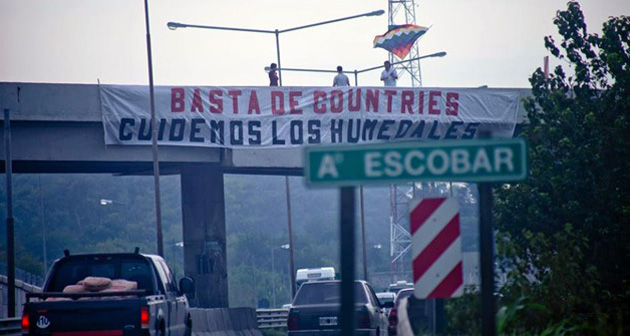 BASTA DE COUNTRIES
CUIDEMOS LOS HUMEDALES
A° ESCOBAR